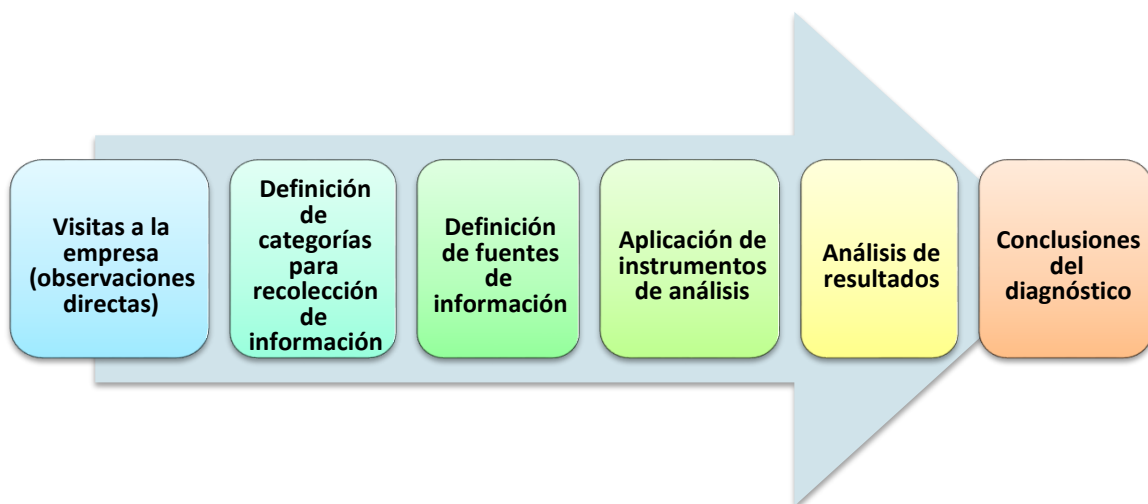 Visitas a la
empresa
(observaciones
directas)
Definición
de
categorías
para
recolección
de
información
Definición
de fuentes
de
información
Aplicación de
instrumentos
de análisis
Análisis de
resultados
Conclusiones
del
diagnóstico